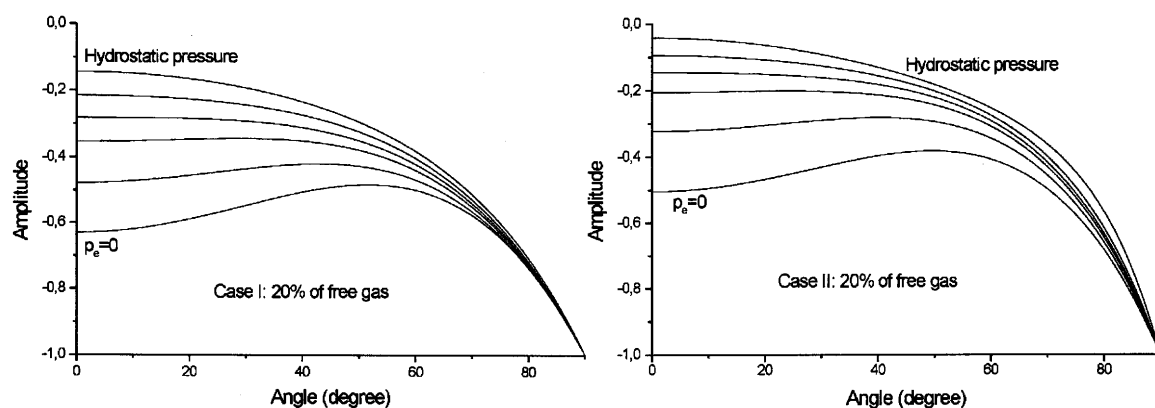 0,0
-0,2
-0,4
-0,6
-0,8
-1,0
Amplitude
Hydrostatic pressure
pe=0
Case I: 20% of free gas
0 20 40 60 80
Angle (degree)
0,0
-0,2
-0,4
-0,6
-0,8
-1,0
Amplitude
Hydrostatic pressure
pe=0
Case II: 20% of free gas
0 20 40 60 80
Angle (degree)